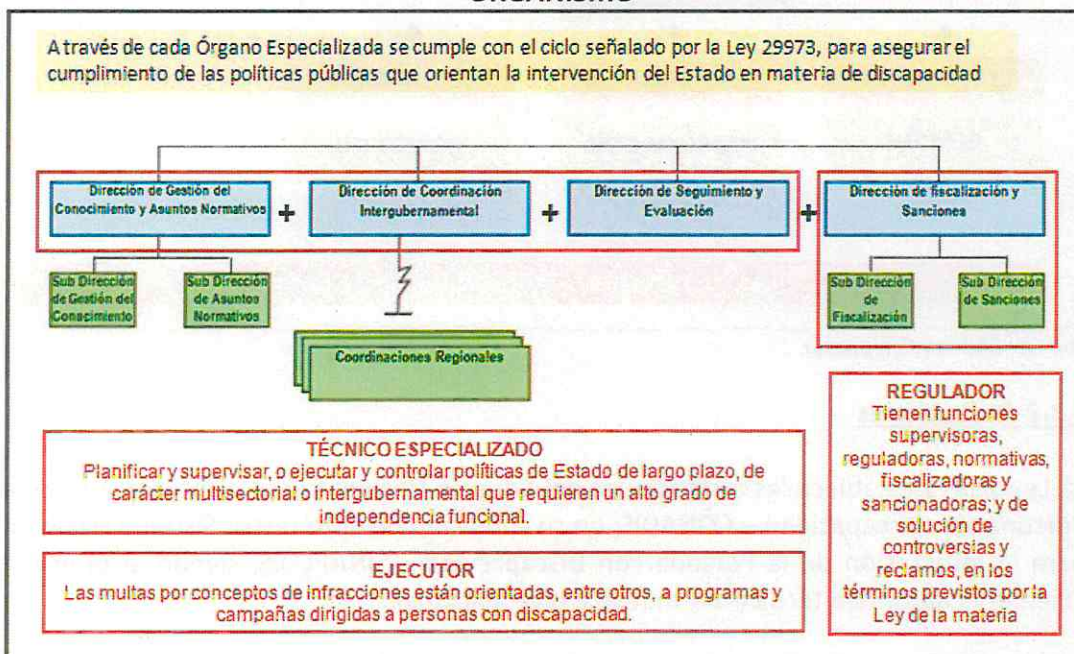 A través de cada Órgano Especializada se cumple con el ciclo señalado por la Ley 29973, para asegurar el
cumplimiento de las políticas públicas que orientan la intervención del Estado en materia de discapacidad
Dirección de Gestión del
Conocimiento y Asuntos Normativos
+
Dirección de Coordinación
Intergubernamental
+
Dirección de Seguimiento y
Evaluación
+
Dirección de fiscalización y
Sanciones
Sub Dirección
de Gestión del
Conocimiento
Sub Dirección
de Asuntos
Normativos
Sub Dirección
de
Fiscalización
Sub Dirección
de Sanciones
Coordinaciones Regionales
TÉCNICO ESPECIALIZADO
Planificar y supervisar, o ejecutar y controlar políticas de Estado de largo plazo, de
carácter multisectorial o intergubernamental que requieren un alto grado de
independencia funcional.
EJECUTOR
Las multas por conceptos de infracciones están orientadas, entre otros, a programas y
campañas dirigidas a personas con discapacidad.
REGULADOR
Tienen funciones
supervisoras,
reguladoras, normativas,
fiscalizadoras y
sancionadoras; y de
solución de
controversias y
reclamos, en los
términos previstos por la
Ley de la materia